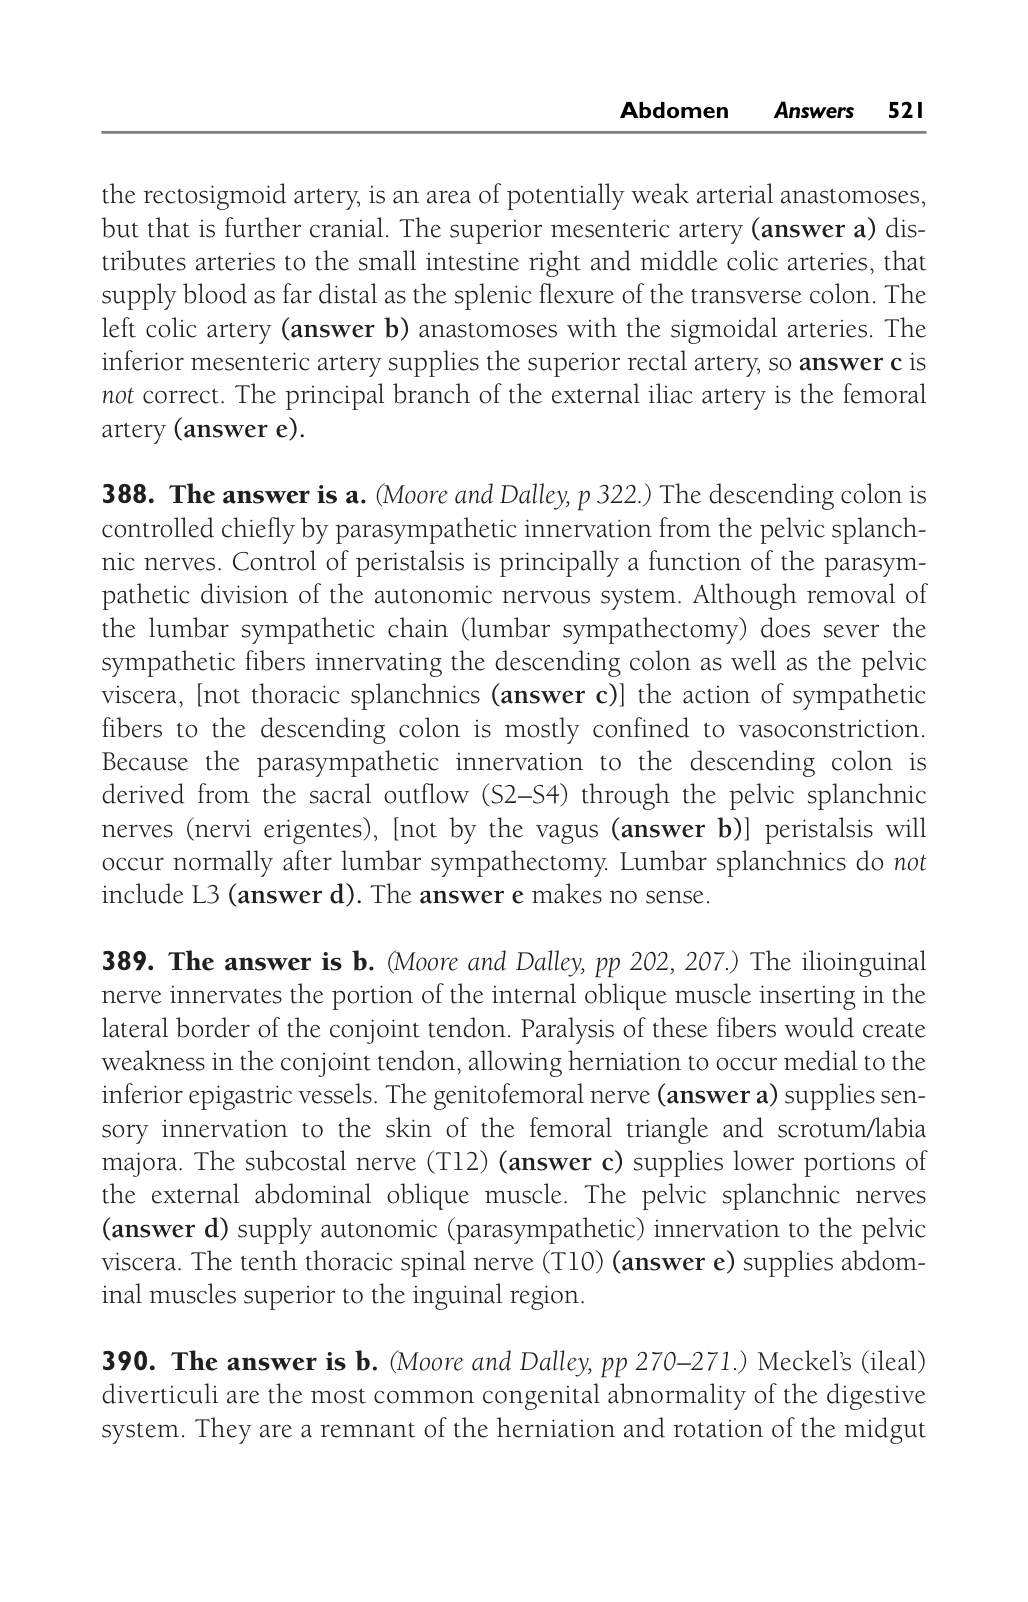 Abdomen Answers 521
the rectosigmoid artery, is an area of potentially weak arterial anastomoses,
but that is further cranial. The superior mesenteric artery (answer a) dis-
tributes arteries to the small intestine right and middle colic arteries, that
supply blood as far distal as the splenic flexure of the transverse colon. The
left colic artery (answer b) anastomoses with the sigmoidal arteries. The
inferior mesenteric artery supplies the superior rectal artery, so answer c is
not correct. The principal branch of the external iliac artery is the femoral
artery (answer e).
388. The answer is a. (Moore and Dalley, p 322.) The descending colon is
controlled chiefly by parasympathetic innervation from the pelvic splanch-
nic nerves. Control of peristalsis is principally a function of the parasym-
pathetic division of the autonomic nervous system. Although removal of
the lumbar sympathetic chain (lumbar sympathectomy) does sever the
sympathetic fibers innervating the descending colon as well as the pelvic
viscera, [not thoracic splanchnics (answer c)] the action of sympathetic
fibers to the descending colon is mostly confined to vasoconstriction.
Because the parasympathetic innervation to the descending colon is
derived from the sacral outflow (S2–S4) through the pelvic splanchnic
nerves (nervi erigentes), [not by the vagus (answer b)] peristalsis will
occur normally after lumbar sympathectomy. Lumbar splanchnics do not
include L3 (answer d). The answer e makes no sense.
389. The answer is b. (Moore and Dalley, pp 202, 207.) The ilioinguinal
nerve innervates the portion of the internal oblique muscle inserting in the
lateral border of the conjoint tendon. Paralysis of these fibers would create
weakness in the conjoint tendon, allowing herniation to occur medial to the
inferior epigastric vessels. The genitofemoral nerve (answer a) supplies sen-
sory innervation to the skin of the femoral triangle and scrotum/labia
majora. The subcostal nerve (T12) (answer c) supplies lower portions of
the external abdominal oblique muscle. The pelvic splanchnic nerves
(answer d) supply autonomic (parasympathetic) innervation to the pelvic
viscera. The tenth thoracic spinal nerve (T10) (answer e) supplies abdom-
inal muscles superior to the inguinal region.
390. The answer is b. (Moore and Dalley, pp 270–271.) Meckel’s (ileal)
diverticuli are the most common congenital abnormality of the digestive
system. They are a remnant of the herniation and rotation of the midgut